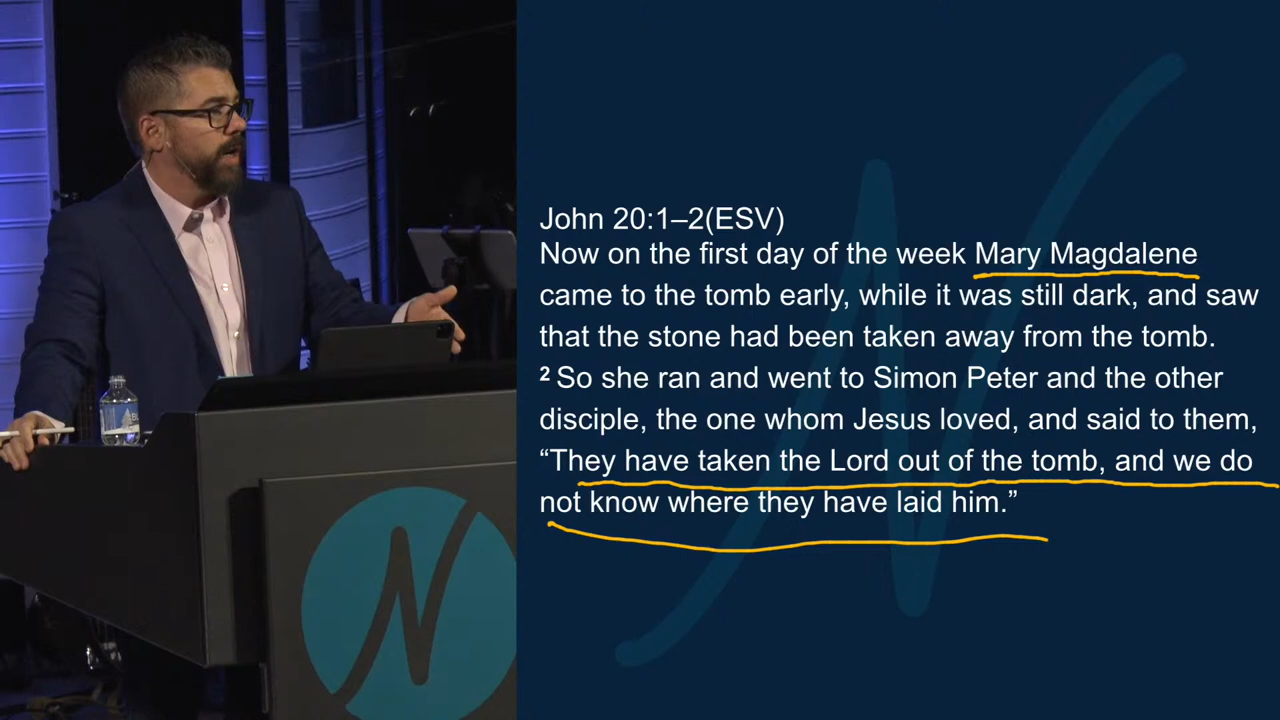 John 20:1–2(ESV)
Now on the first day of the week Mary Magdalene
came to the tomb early, while it was still dark, and saw
that the stone had been taken away from the tomb.
2 So she ran and went to Simon Peter and the other
disciple, the one whom Jesus loved, and said to them,
“They have taken the Lord out of the tomb, and we do
not know where they have laid him.”
N